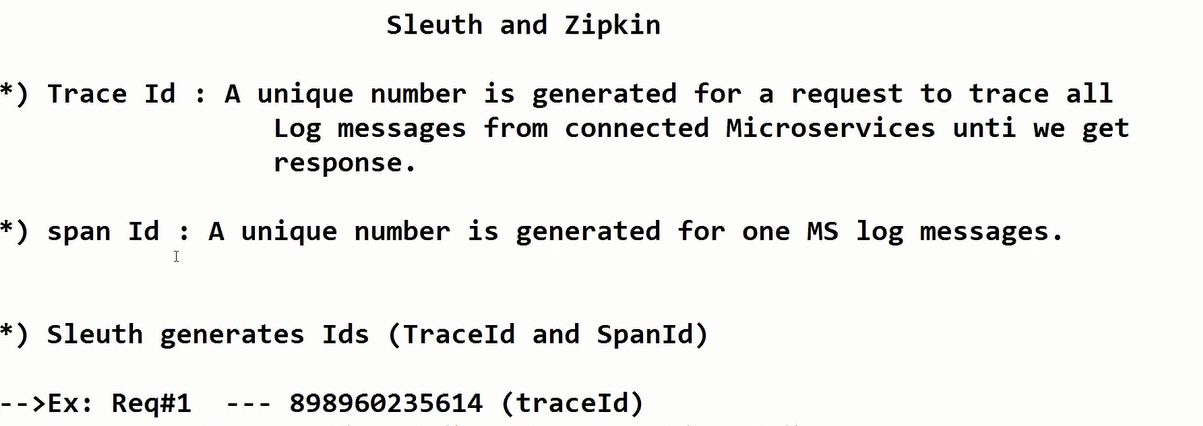 Sleuth and Zipkin
*) Trace Id : A unique number is generated for a request to trace all
Log messages from connected Microservices unti we get
response.
*) span Id : A unique number is generated for one MS log messages.
*) Sleuth generates Ids (TraceId and SpanId)
-->Ex: Req#1 --- 898960235614 (traceId)